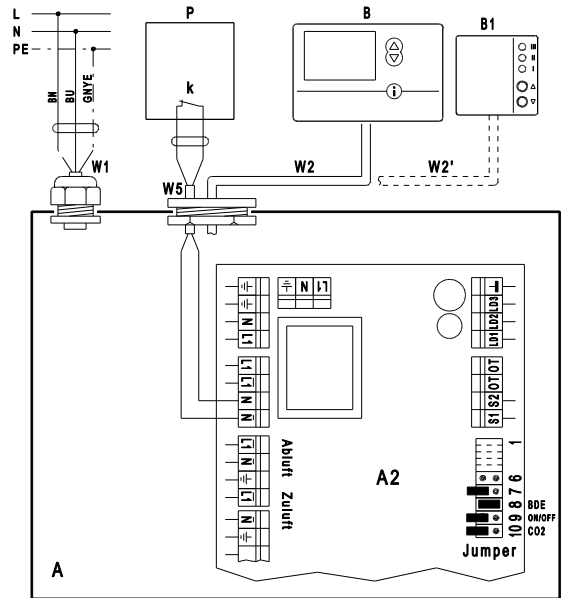 L
N
PE
BN
BU
GNYE
W1
P
k
W5
B
i
W2
B1
III
II
I
W2'
L1
N
N
L1
L1
L1
N
N
L1
N
L1
N
Abluft
Zuluft
LD3
LD2
LD1
OT
OT
S2
S1
1
6
7
8 BDE
9 ON/OFF
10 CO2
Jumper
A2
A